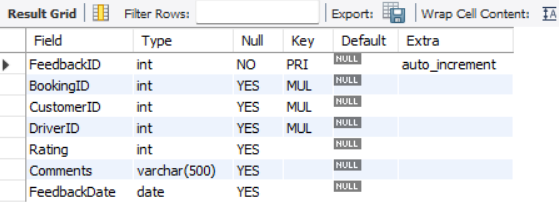 Result Grid Filter Rows: Export: Wrap Cell Content: IA
Field Type Null Key Default Extra
FeedbackID int NO PRI NULL auto_increment
BookingID int YES MUL NULL
CustomerID int YES MUL NULL
DriverID int YES MUL NULL
Rating int YES NULL
Comments varchar(500) YES NULL
FeedbackDate date YES NULL